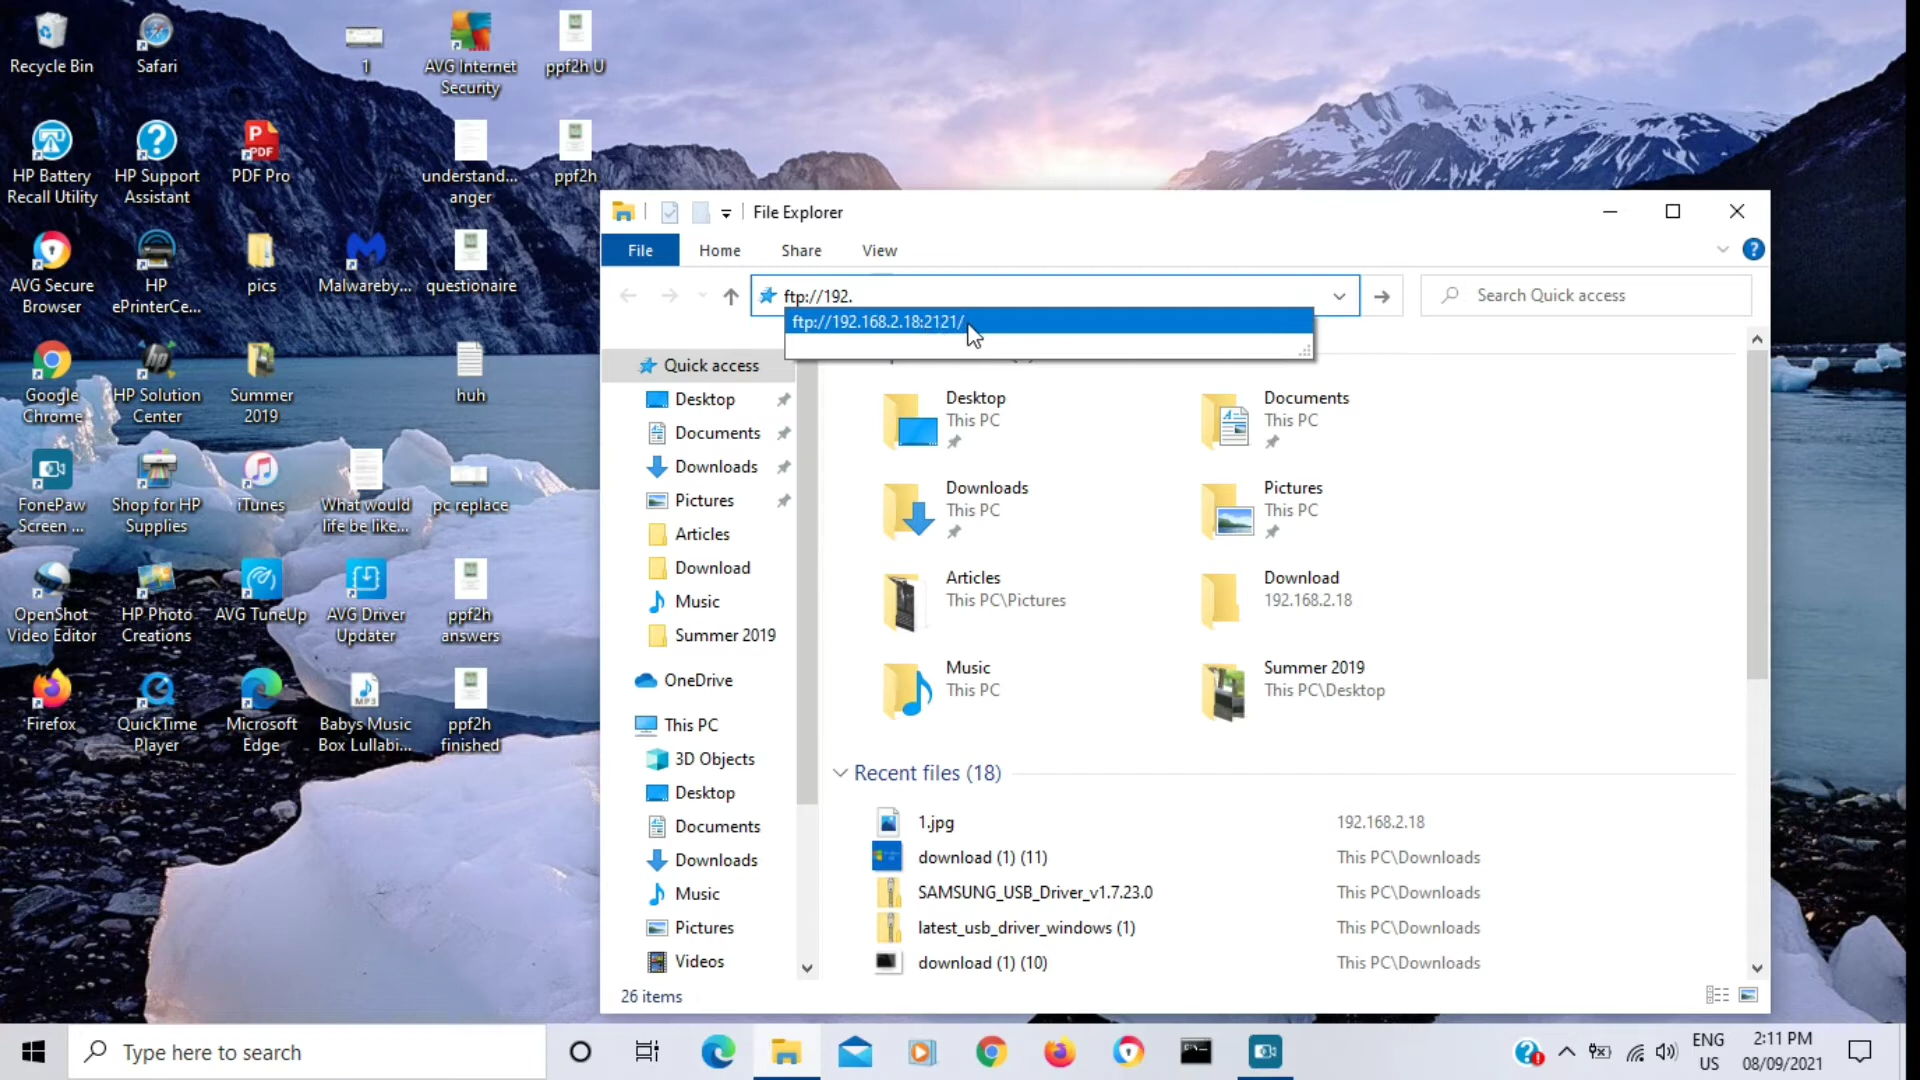 Recycle Bin
Safari
1
AVG Internet
Security
ppf2h U
HP Battery
Recall Utility
HP Support
Assistant
PDF Pro
understand...
anger
ppf2h
AVG Secure
Browser
HP
ePrinterCe...
pics
Malwareby...
questionaire
Google
Chrome
HP Solution
Center
Summer
2019
huh
FonePaw
Screen ...
Shop for HP
Supplies
iTunes
What would
life be like...
pc replace
OpenShot
Video Editor
HP Photo
Creations
AVG TuneUp
AVG Driver
Updater
ppf2h
answers
Firefox
QuickTime
Player
Microsoft
Edge
Babys Music
Box Lullabi...
ppf2h
finished
File Explorer
File
Home
Share
View
ftp://192.
Search Quick access
ftp://192.168.2.18:2121/
Quick access
Desktop
Documents
Downloads
Pictures
Articles
Download
Music
Summer 2019
OneDrive
This PC
3D Objects
Desktop
Documents
Downloads
Music
Pictures
Videos
Desktop
This PC
Documents
This PC
Downloads
This PC
Pictures
This PC
Articles
This PC\Pictures
Download
192.168.2.18
Music
This PC
Summer 2019
This PC\Desktop
Recent files (18)
1.jpg
192.168.2.18
download (1) (11)
This PC\Downloads
SAMSUNG_USB_Driver_v1.7.23.0
This PC\Downloads
latest_usb_driver_windows (1)
This PC\Downloads
download (1) (10)
This PC\Downloads
26 items
Type here to search
ENG
US
2:11 PM
08/09/2021